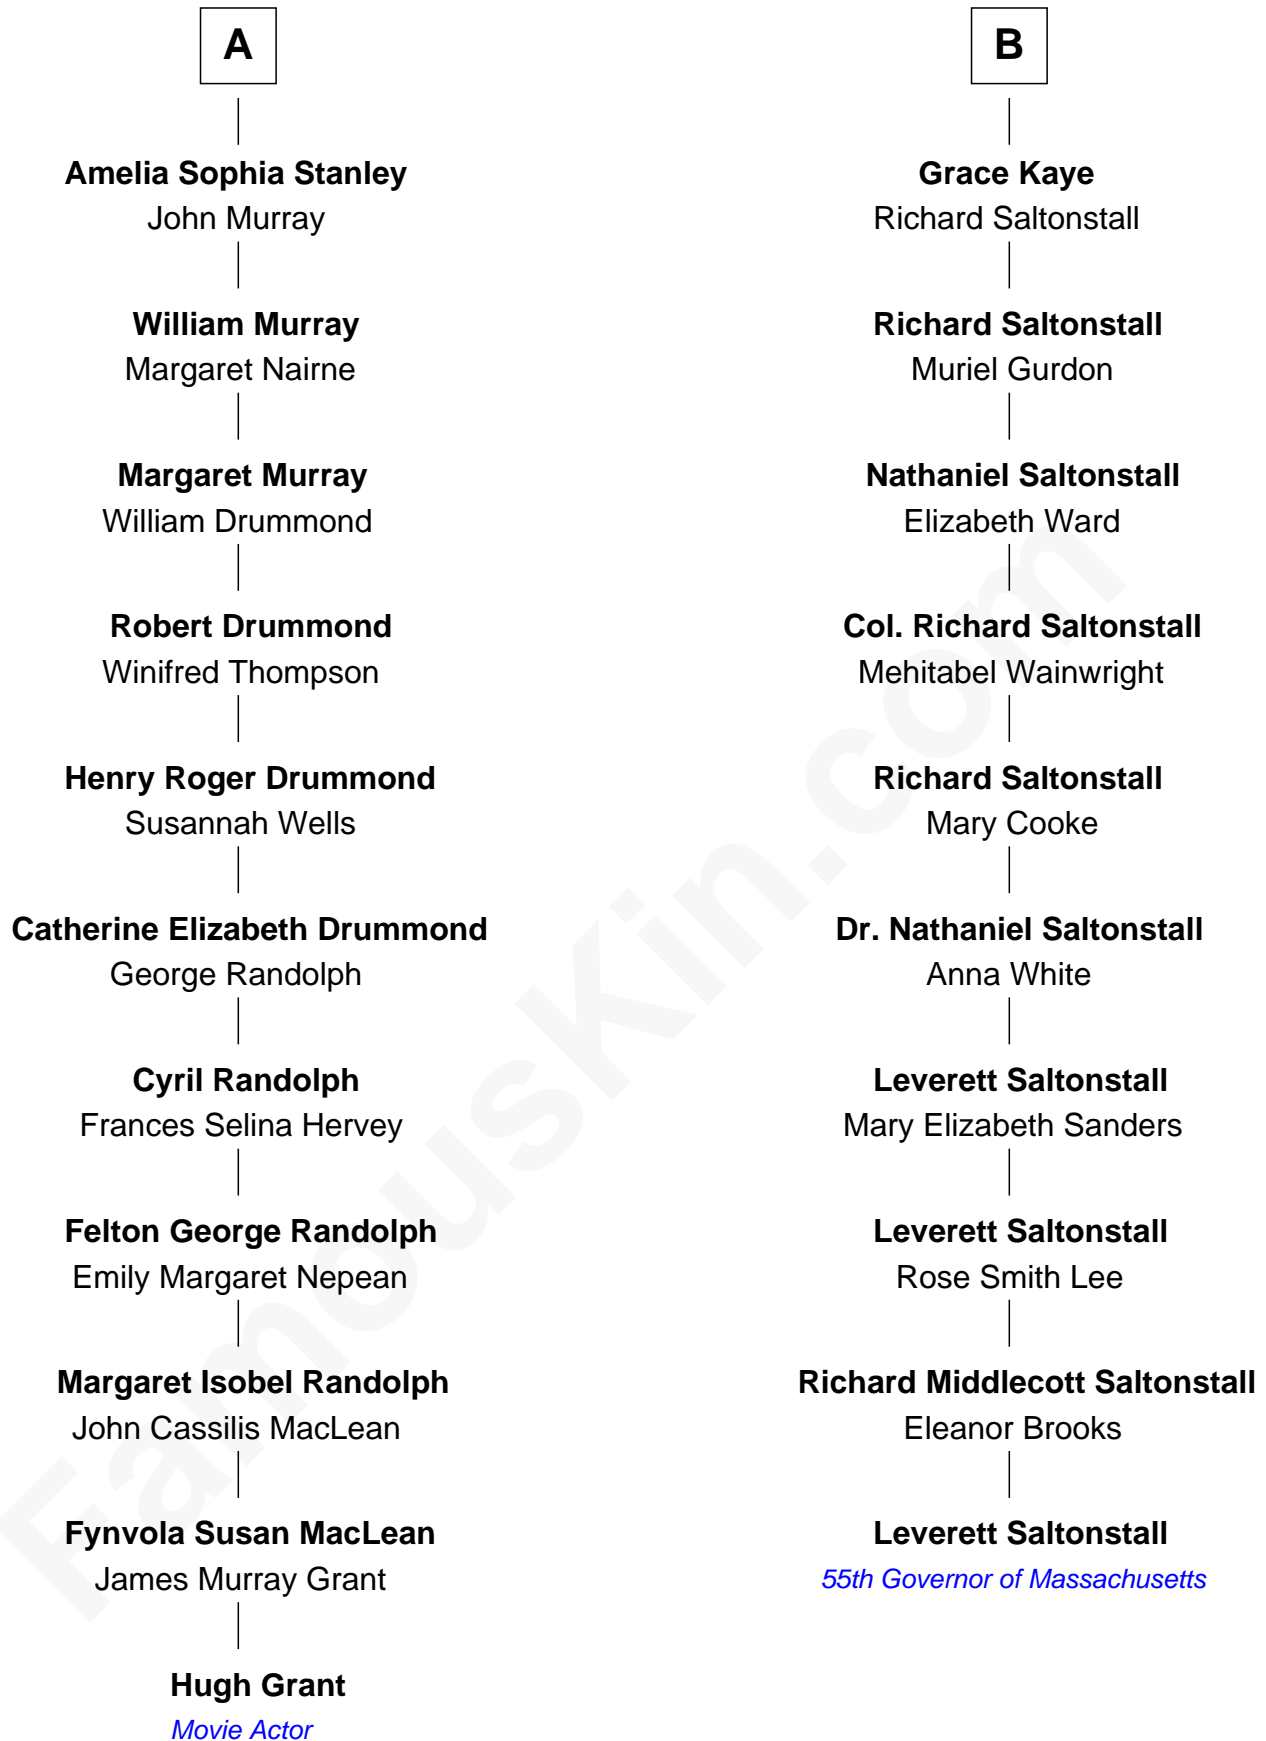 A
Amelia Sophia Stanley
John Murray
William Murray
Margaret Nairne
Margaret Murray
William Drummond
Robert Drummond
Winifred Thompson
Henry Roger Drummond
Susannah Wells
Catherine Elizabeth Drummond
George Randolph
Cyril Randolph
Frances Selina Hervey
Felton George Randolph
Emily Margaret Nepean
Margaret Isobel Randolph
John Cassilis MacLean
Fynvola Susan MacLean
James Murray Grant
Hugh Grant
Movie Actor
B
Grace Kaye
Richard Saltonstall
Richard Saltonstall
Muriel Gurdon
Nathaniel Saltonstall
Elizabeth Ward
Col. Richard Saltonstall
Mehitabel Wainwright
Richard Saltonstall
Mary Cooke
Dr. Nathaniel Saltonstall
Anna White
Leverett Saltonstall
Mary Elizabeth Sanders
Leverett Saltonstall
Rose Smith Lee
Richard Middlecott Saltonstall
Eleanor Brooks
Leverett Saltonstall
55th Governor of Massachusetts
FamousKin.com